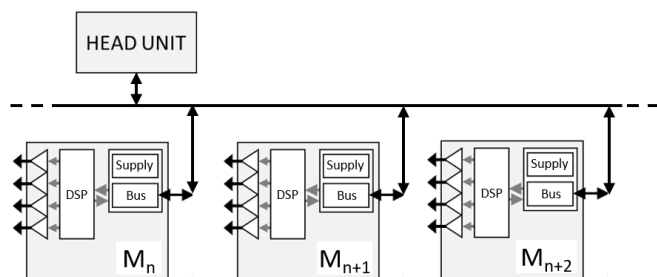 HEAD UNIT
Supply
DSP
Bus
Mn
Supply
DSP
Bus
Mn+1
Supply
DSP
Bus
Mn+2